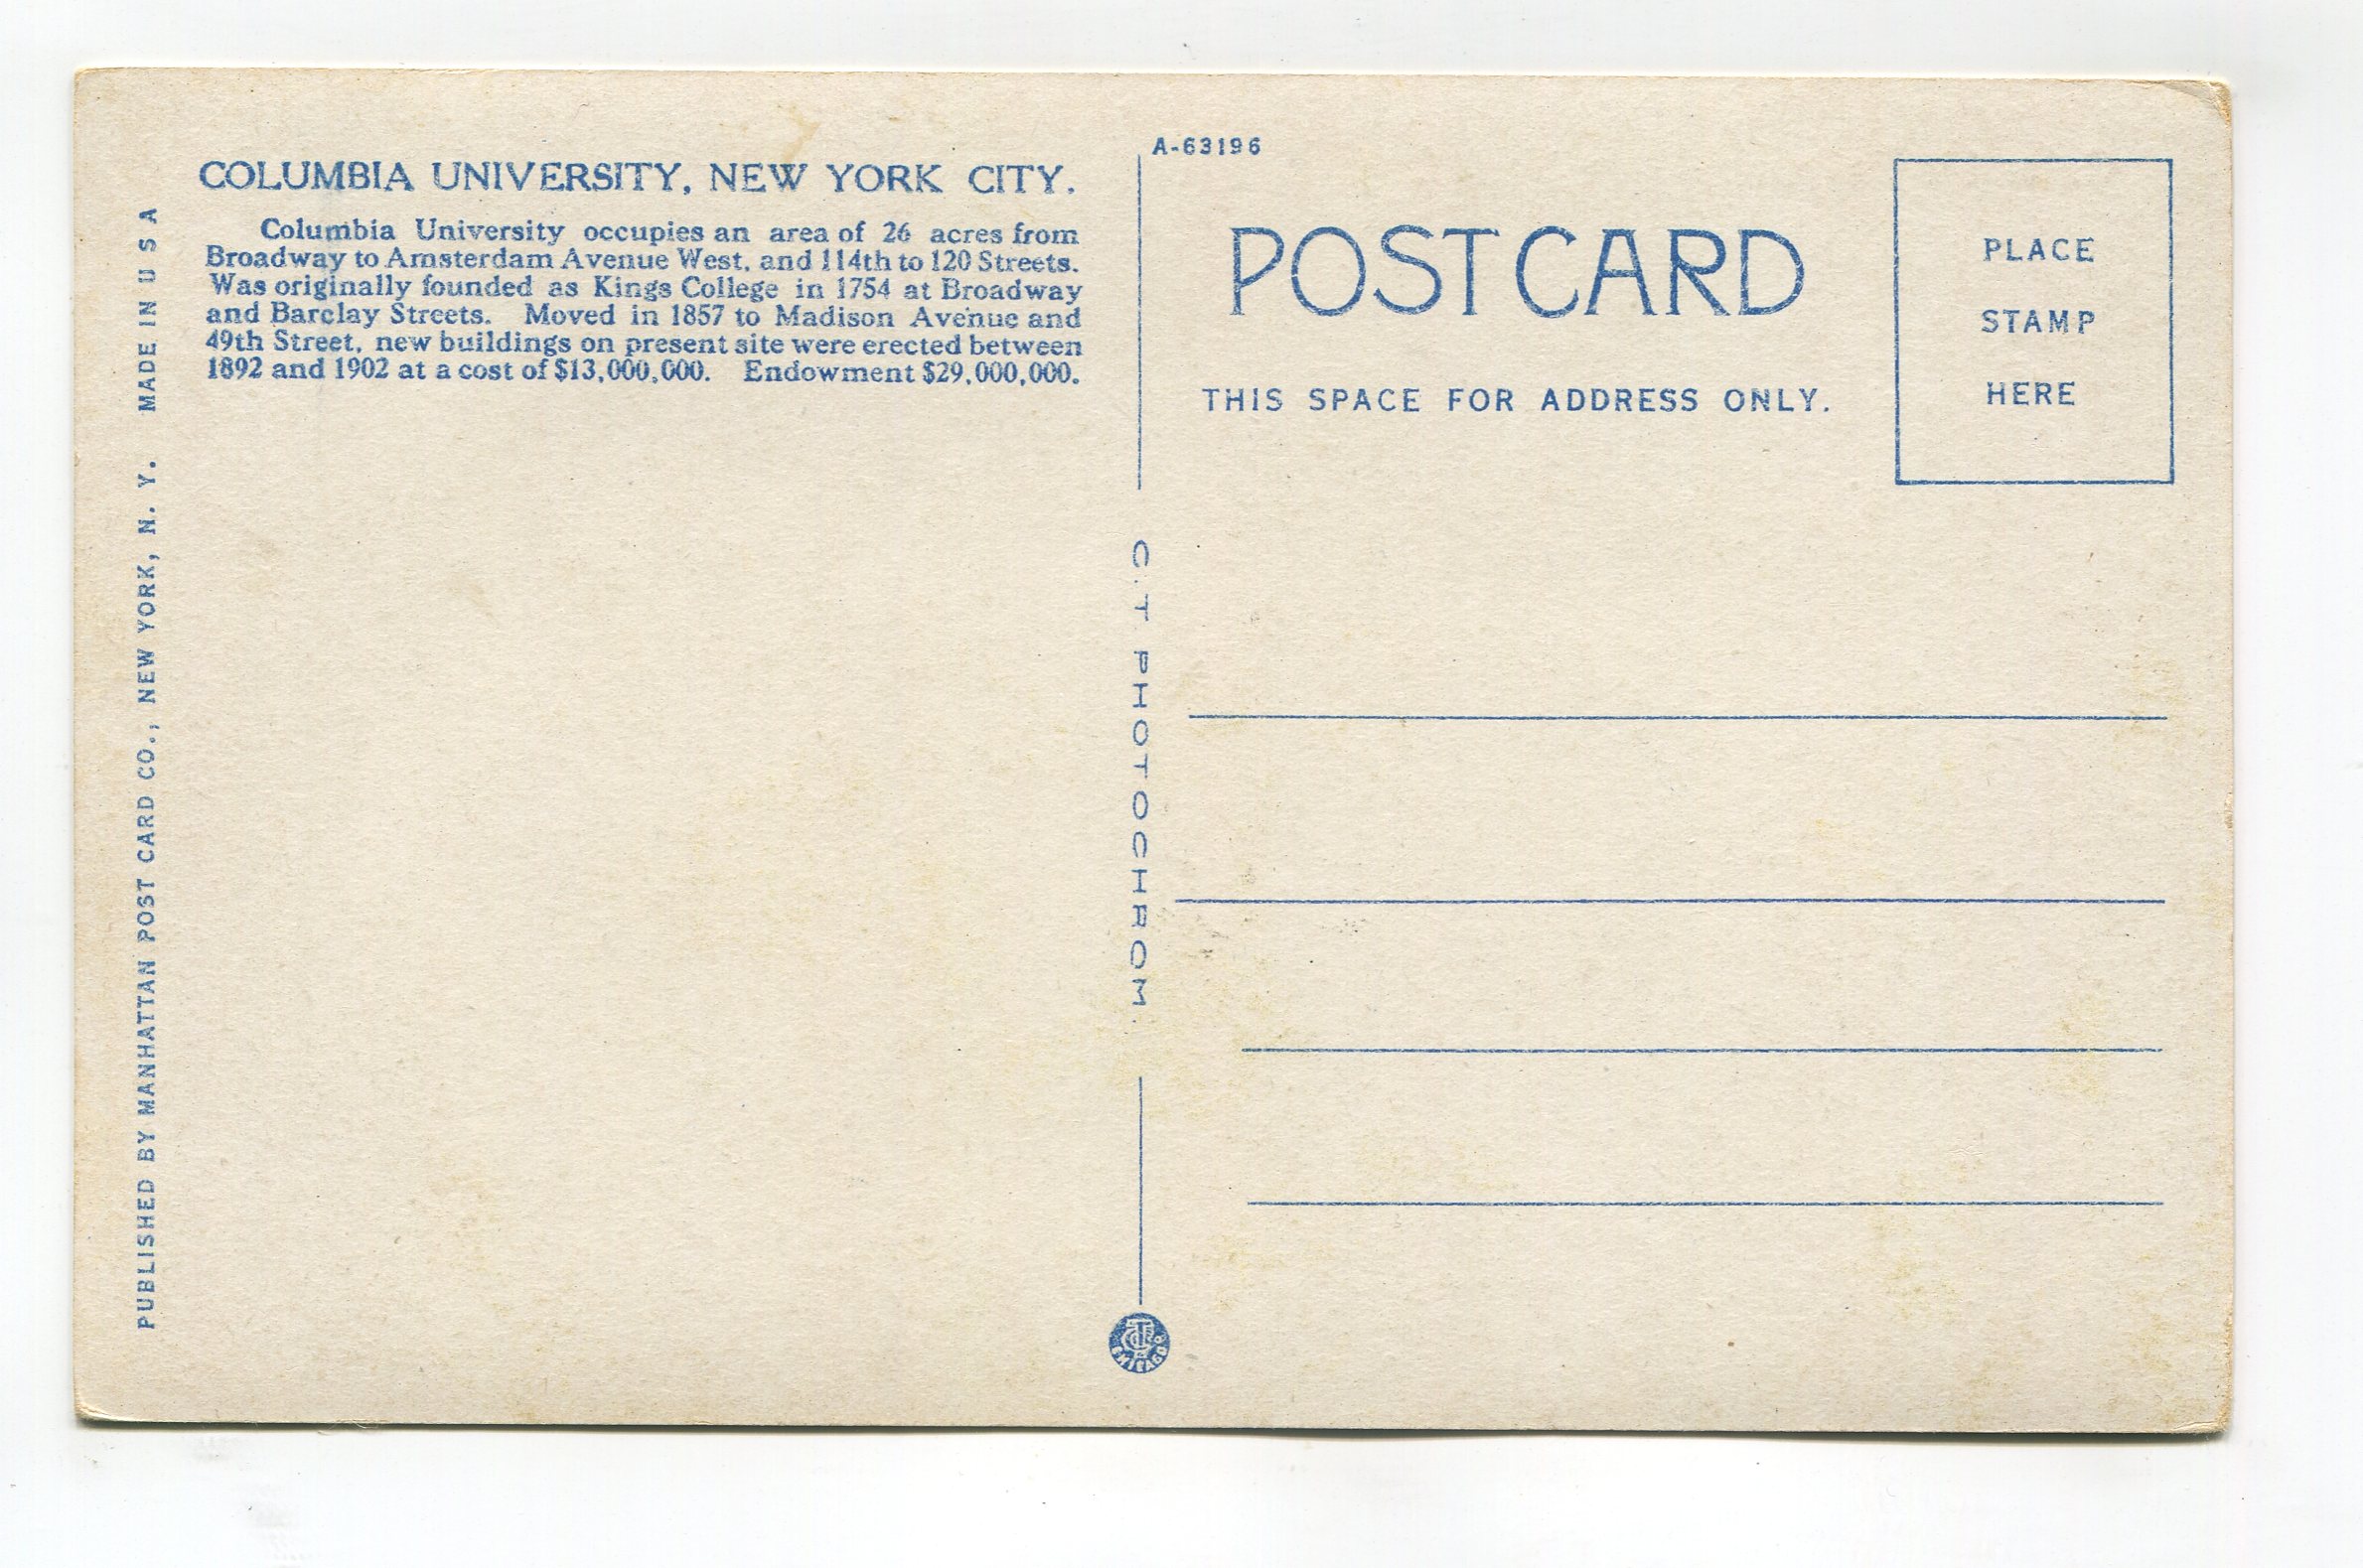 COLUMBIA UNIVERSITY, NEW YORK CITY.
Columbia University occupies an area of 26 acres from
Broadway to Amsterdam Avenue West, and 114th to 120 Streets.
Was originally founded as Kings College in 1754 at Broadway
and Barclay Streets. Moved in 1857 to Madison Avenue and
49th Street, new buildings on present site were erected between
1892 and 1902 at a cost of $13,000,000. Endowment $29,000,000.
PUBLISHED BY MANHATTAN POST CARD CO., NEW YORK, N. Y. MADE IN U S A
C. T. PHOTOCHROM
A-63196
POST CARD
THIS SPACE FOR ADDRESS ONLY.
PLACE
STAMP
HERE
CHICAGO